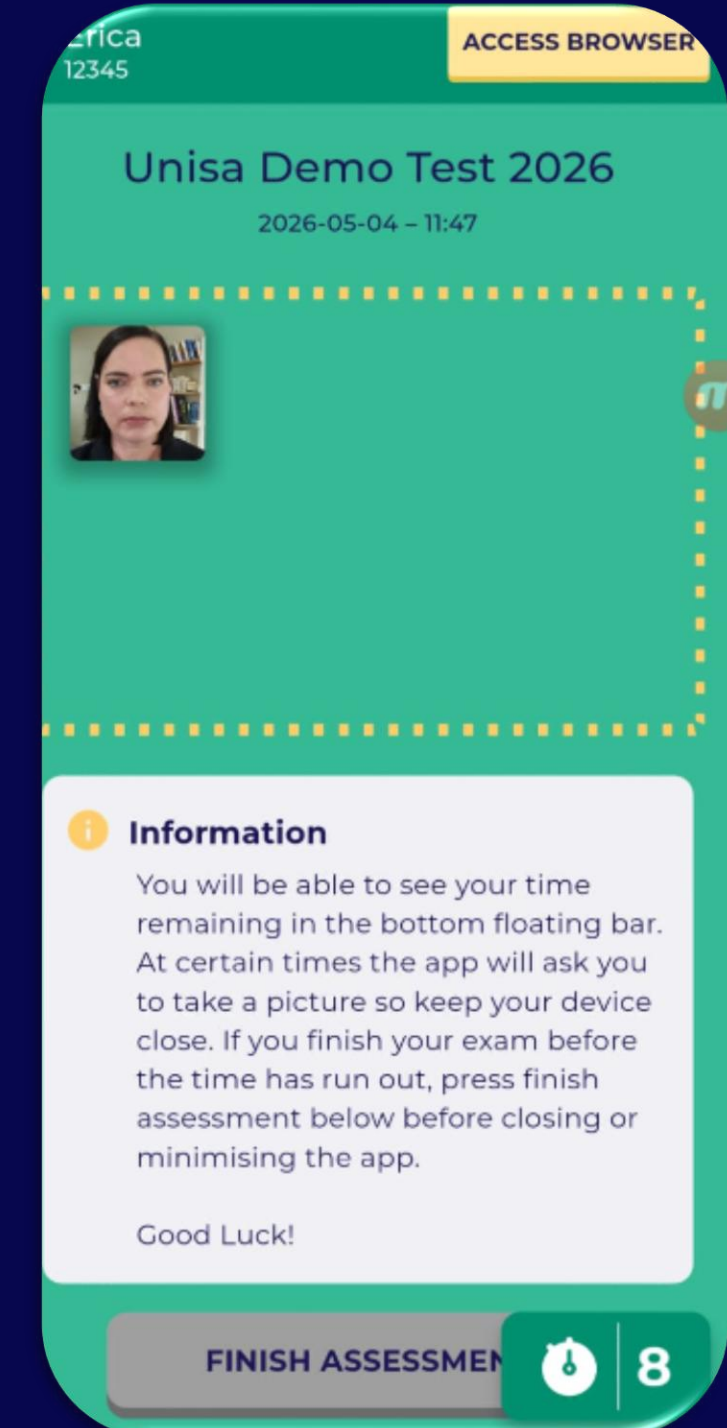 Erica
12345
ACCESS BROWSER
Unisa Demo Test 2026
2026-05-04 – 11:47
Information
You will be able to see your time
remaining in the bottom floating bar.
At certain times the app will ask you
to take a picture so keep your device
close. If you finish your exam before
the time has run out, press finish
assessment below before closing or
minimising the app.
Good Luck!
FINISH ASSESSMEN
8